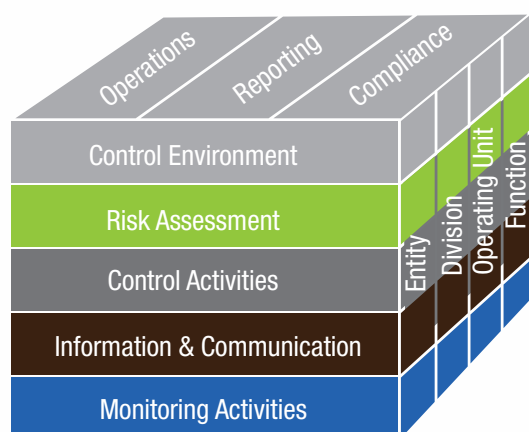 Operations
Reporting
Compliance
Control Environment
Risk Assessment
Control Activities
Information & Communication
Monitoring Activities
Entity
Division
Operating Unit
Function